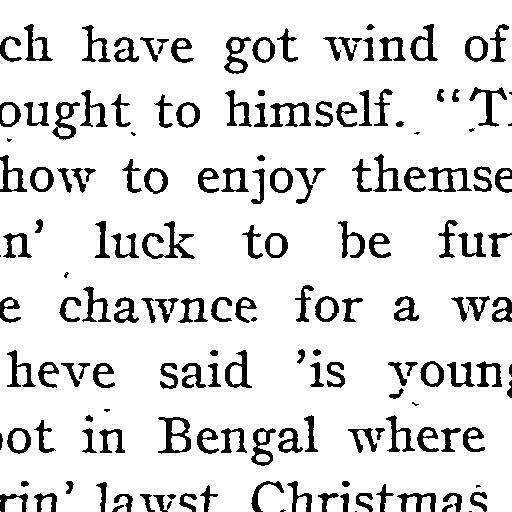 ch have got wind of
ought to himself. "Th
how to enjoy themse
n' luck to be fur
e chawnce for a wa
heve said 'is young
oot in Bengal where
rin' lawst Christmas